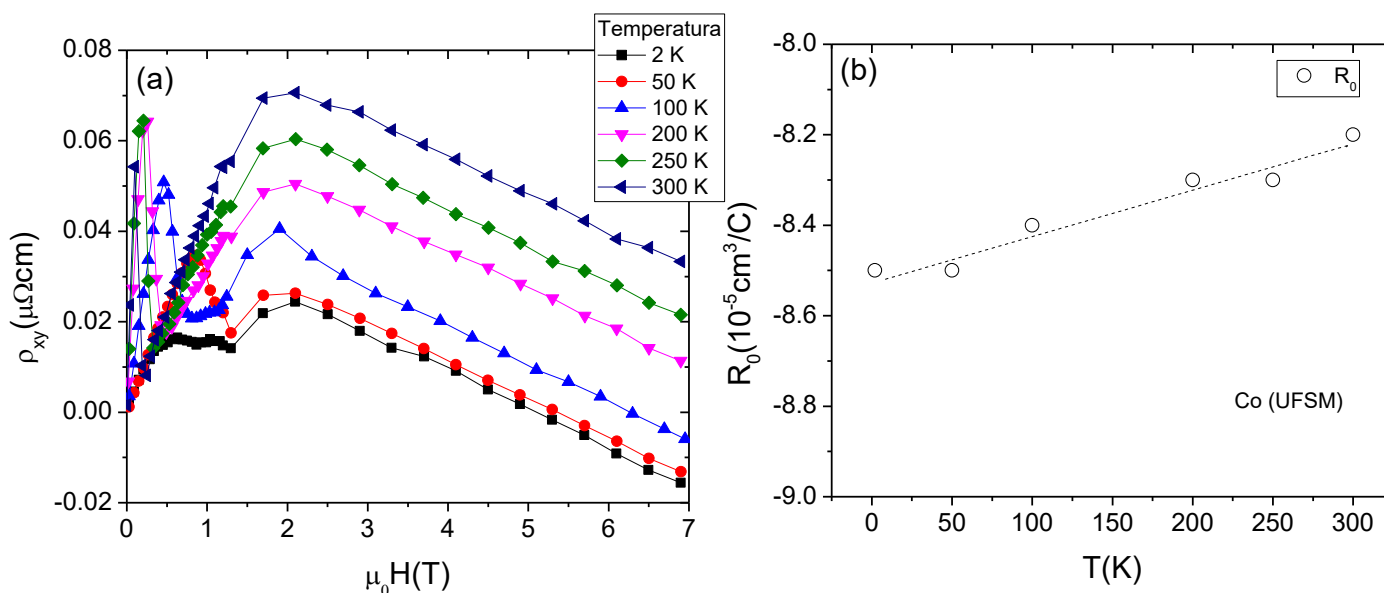 (a)
Temperatura
2 K
50 K
100 K
200 K
250 K
300 K
0.08
0.06
0.04
0.02
0.00
-0.02
ρxy(μΩcm)
0 1 2 3 4 5 6 7
μ₀H(T)
(b)
R₀
-8.0
-8.2
-8.4
-8.6
-8.8
-9.0
R₀(10⁻⁵cm³/C)
Co (UFSM)
0 50 100 150 200 250 300
T(K)